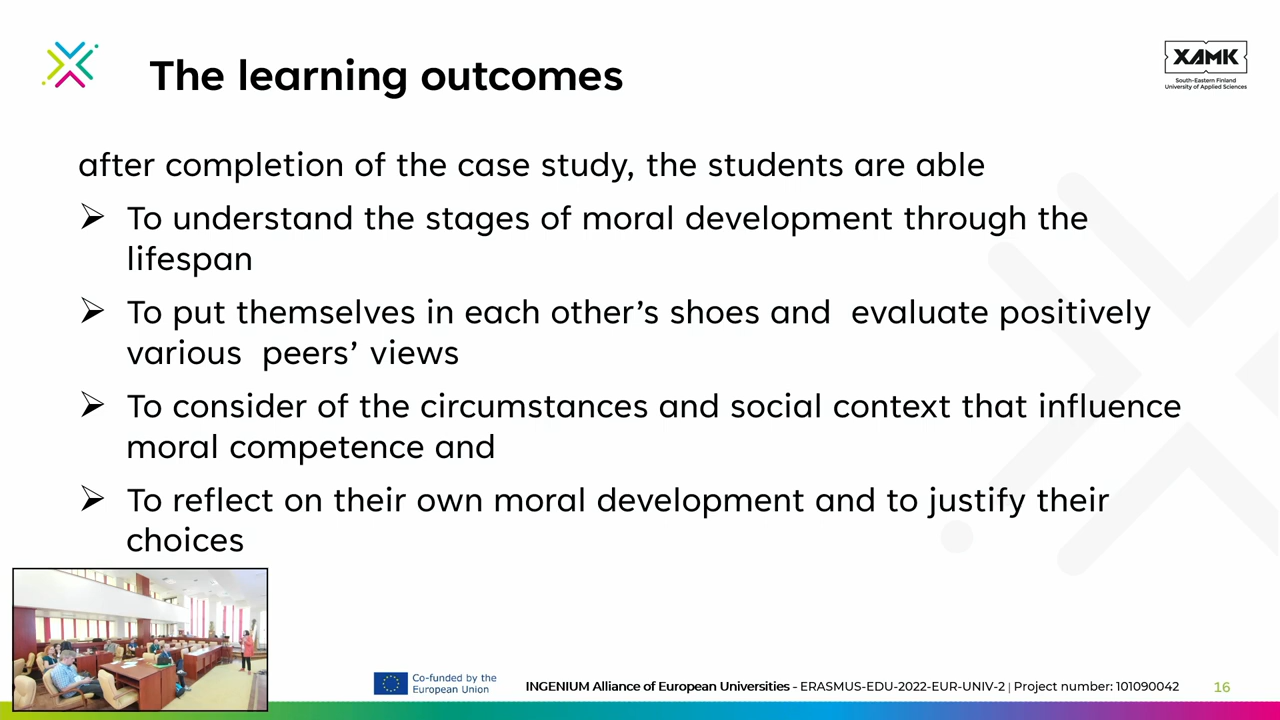 The learning outcomes
XAMK
South-Eastern Finland
University of Applied Sciences
after completion of the case study, the students are able
➢ To understand the stages of moral development through the
lifespan
➢ To put themselves in each other’s shoes and  evaluate positively
various  peers’ views
➢ To consider of the circumstances and social context that influence
moral competence and
➢ To reflect on their own moral development and to justify their
choices
Co-funded by the
European Union
INGENIUM Alliance of European Universities - ERASMUS-EDU-2022-EUR-UNIV-2 | Project number: 101090042
16